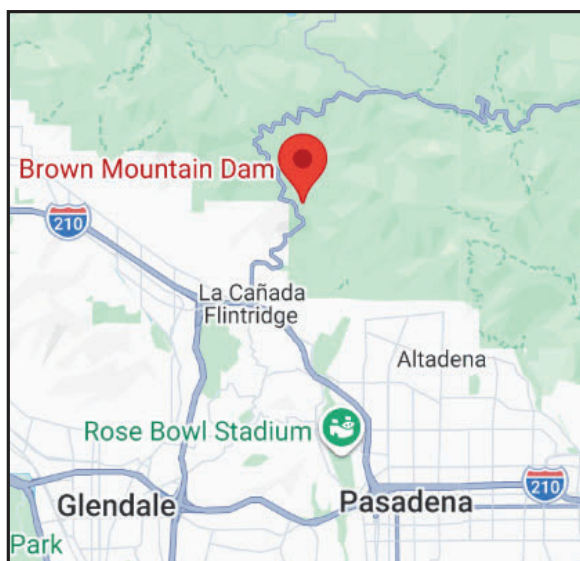 Brown Mountain Dam
210
La Cañada
Flintridge
Altadena
Rose Bowl Stadium
210
Glendale
Pasadena
Park